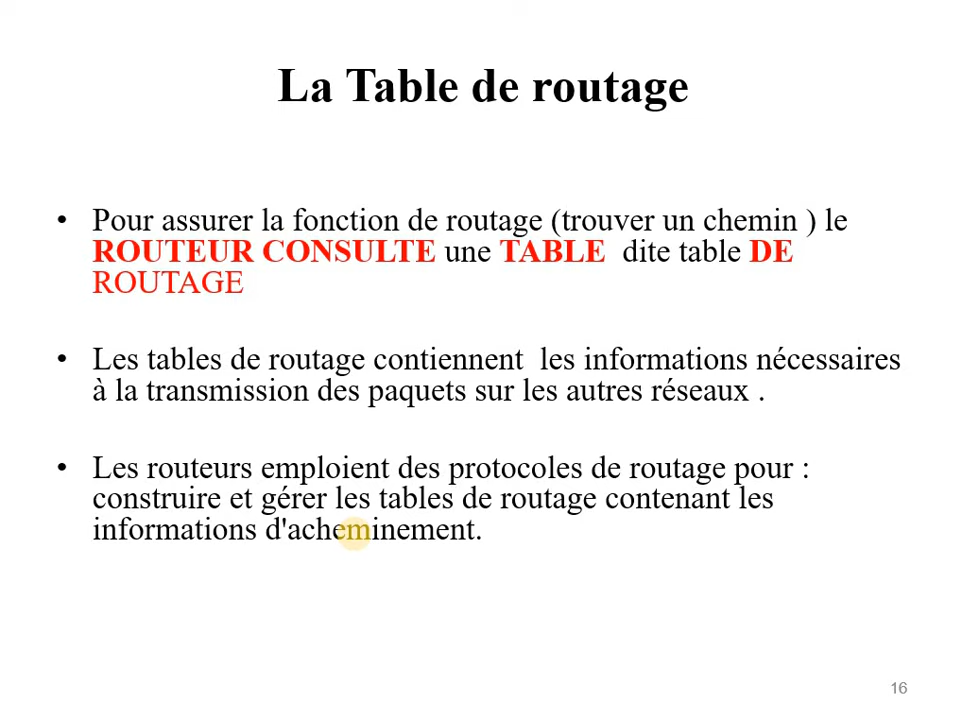 La Table de routage
• Pour assurer la fonction de routage (trouver un chemin ) le
ROUTEUR CONSULTE une TABLE  dite table DE
ROUTAGE
• Les tables de routage contiennent  les informations nécessaires
à la transmission des paquets sur les autres réseaux .
• Les routeurs emploient des protocoles de routage pour :
construire et gérer les tables de routage contenant les
informations d'acheminement.
16